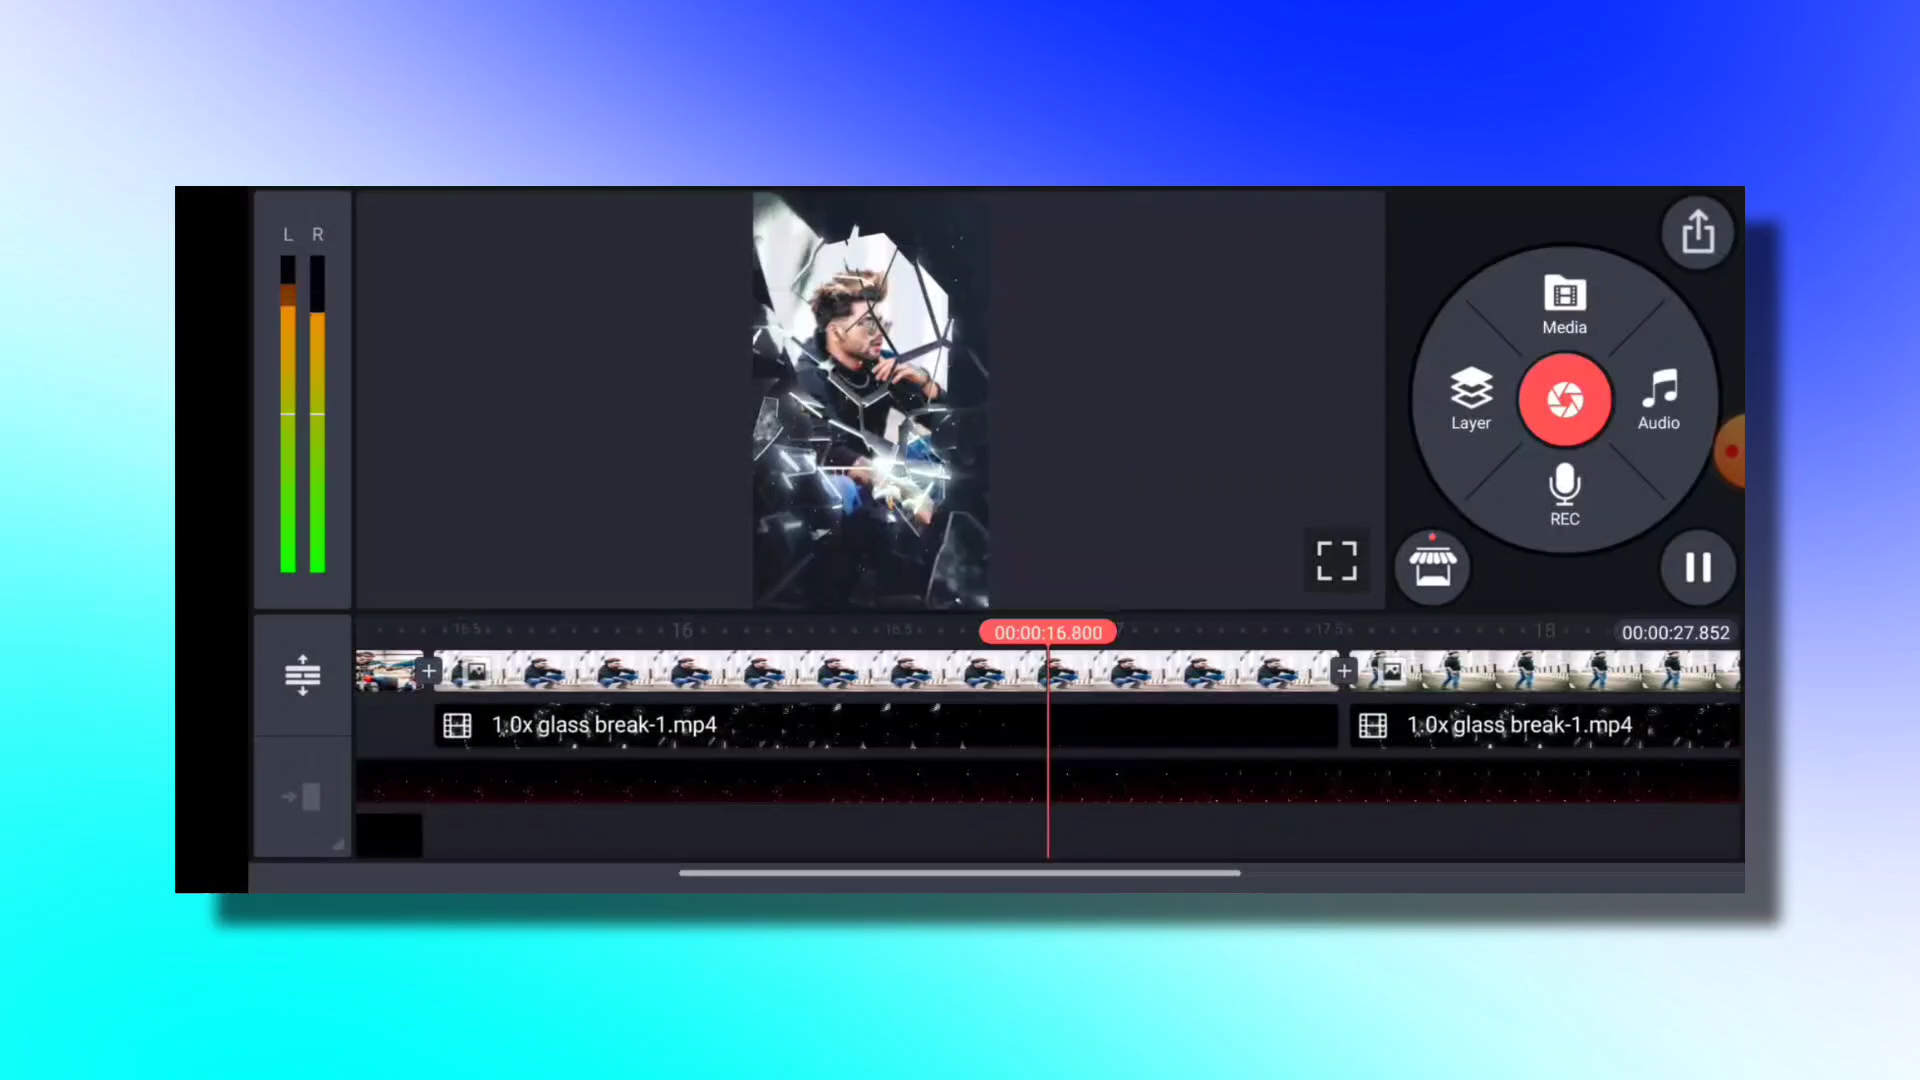 L R
Media
Layer
Audio
REC
15.5 16 16.5 00:00:16.800 17.5 18 00:00:27.852
1.0x glass break-1.mp4 1.0x glass break-1.mp4